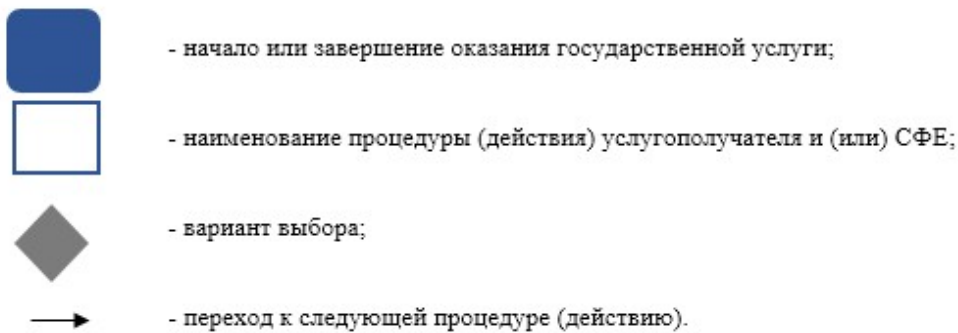 - начало или завершение оказания государственной услуги;
- наименование процедуры (действия) услугополучателя и (или) СФЕ;
- вариант выбора;
- переход к следующей процедуре (действию).